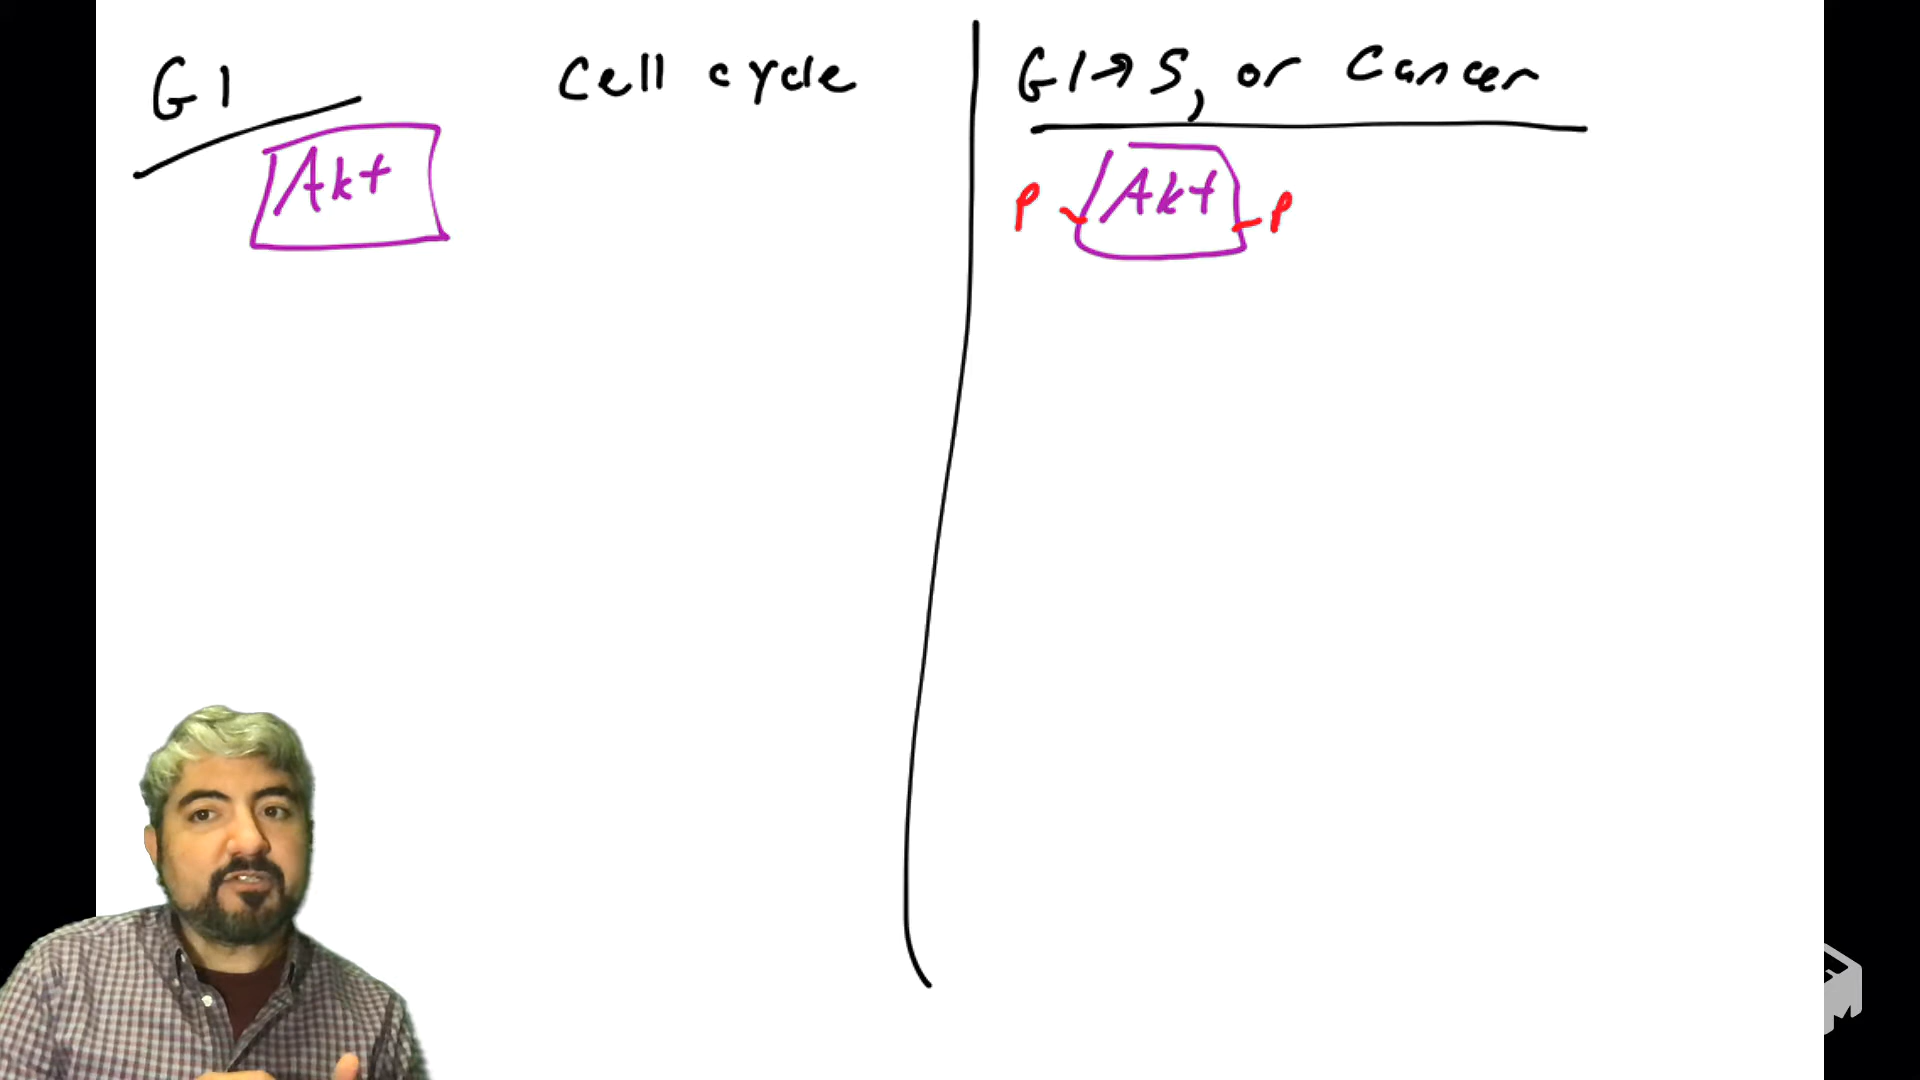 G1
Cell cycle
G1→S, or Cancer
Akt
P Akt P